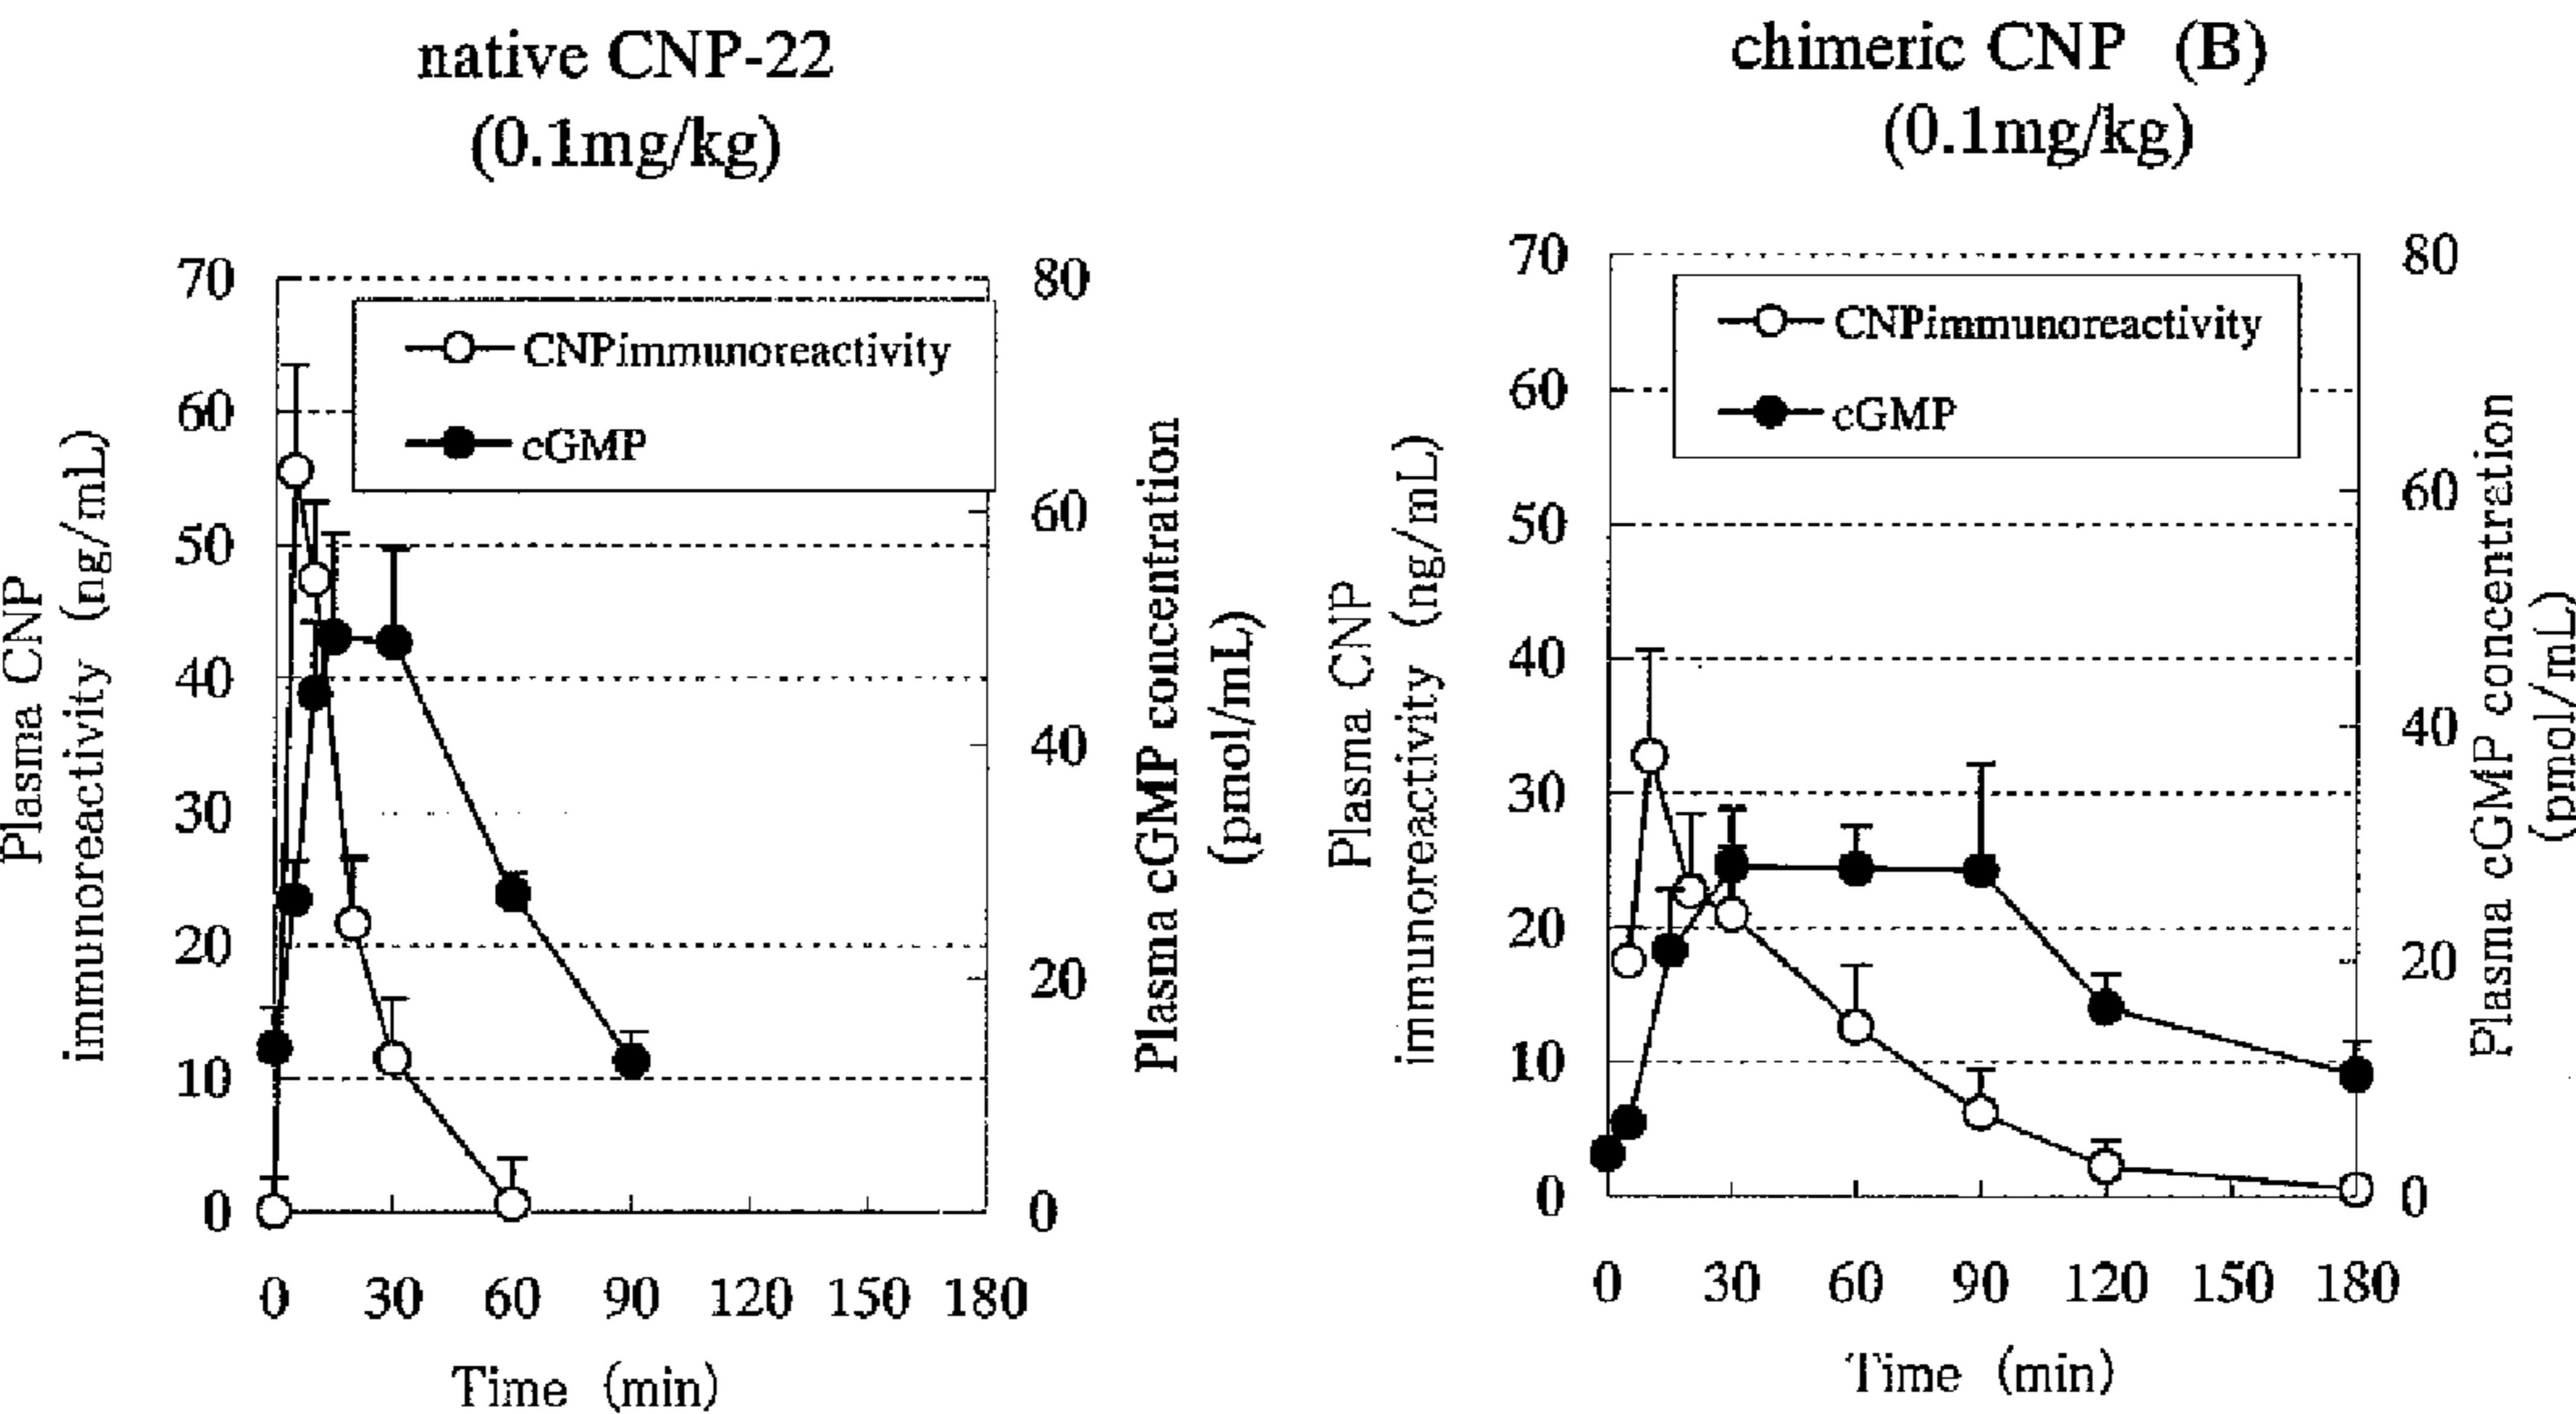 native CNP-22
(0.1mg/kg)
70
60
50
40
30
20
10
0
Plasma CNP
immunoreactivity (ng/mL)
CNPimmunoreactivity
cGMP
80
60
40
20
0
Plasma cGMP concentration
(pmol/mL)
0 30 60 90 120 150 180
Time (min)
chimeric CNP (B)
(0.1mg/kg)
70
60
50
40
30
20
10
0
Plasma CNP
immunoreactivity (ng/mL)
CNPimmunoreactivity
cGMP
80
60
40
20
0
Plasma cGMP concentration
(pmol/mL)
0 30 60 90 120 150 180
Time (min)